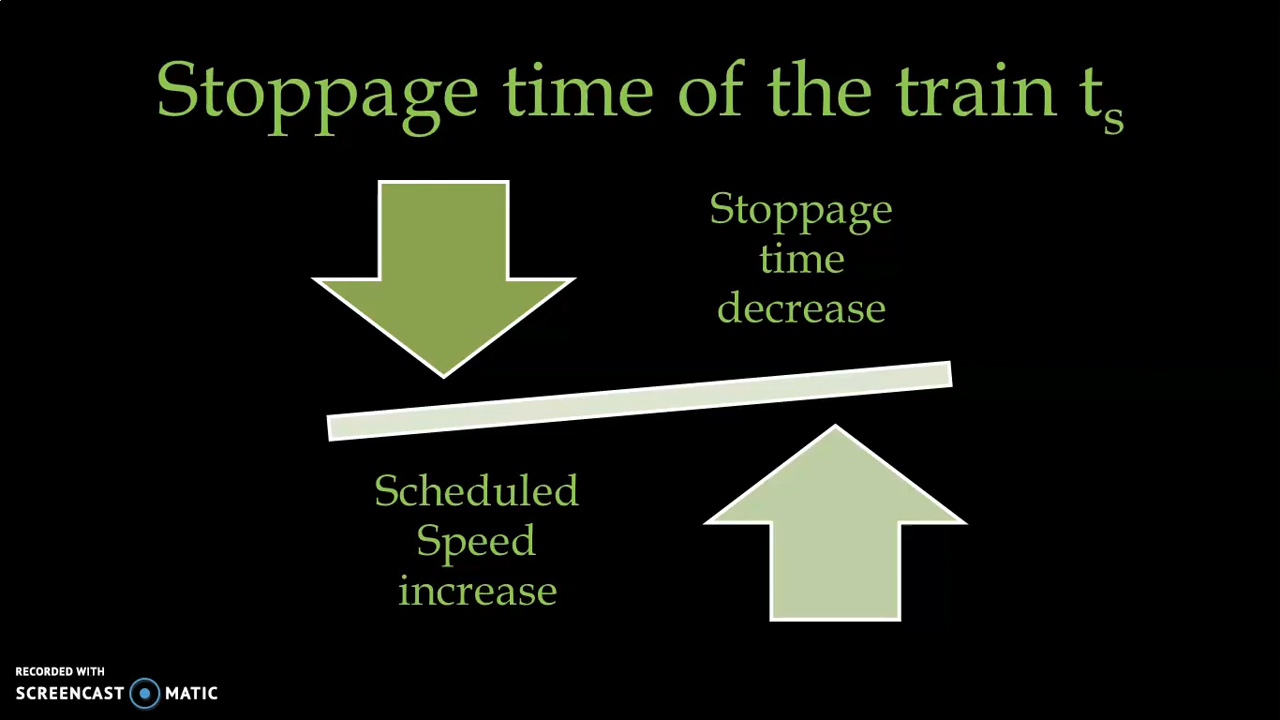 Stoppage time of the train ts
Stoppage
time
decrease
Scheduled
Speed
increase
RECORDED WITH
SCREENCAST MATIC